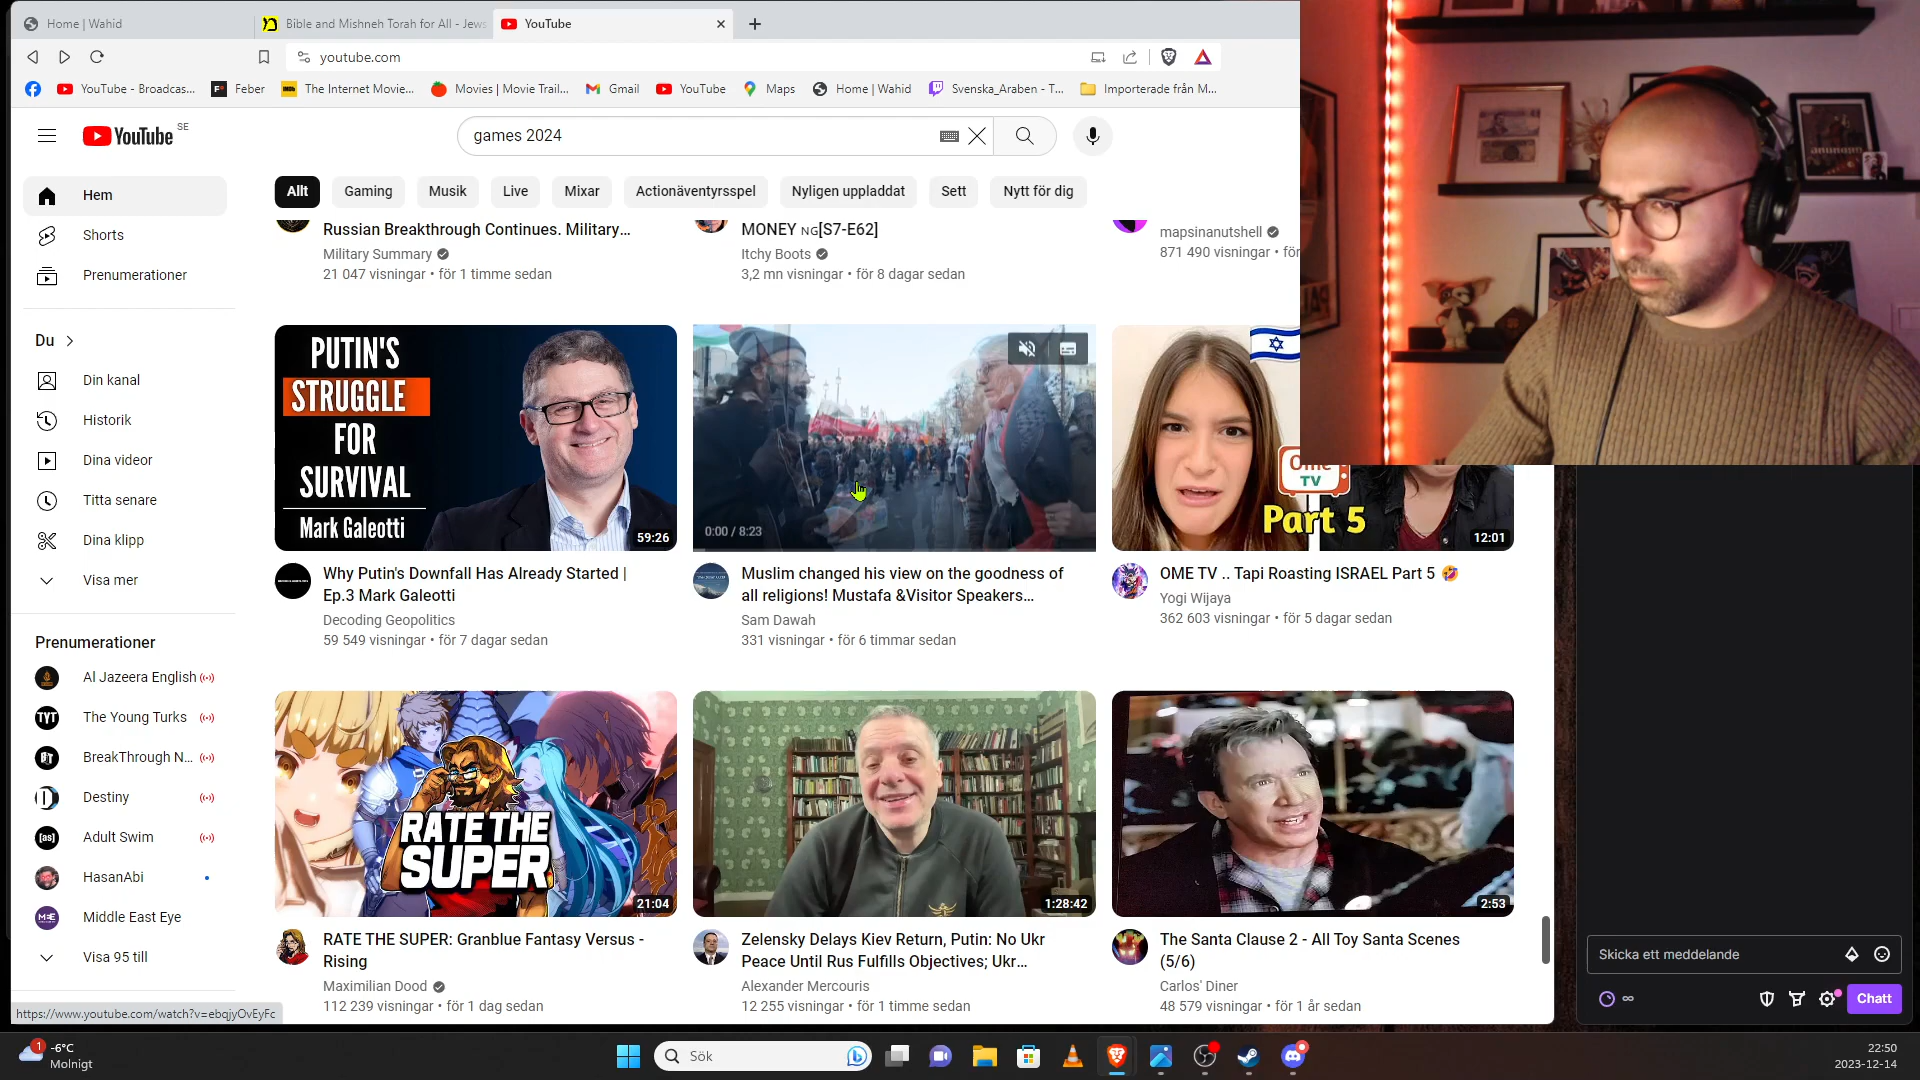 Home | Wahid
Bible and Mishneh Torah for All - Jew
YouTube
youtube.com
YouTube - Broadcas...
Feber
The Internet Movie...
Movies | Movie Trail...
Gmail
YouTube
Maps
Home | Wahid
Svenska_Araben - T...
Importerade från M...
YouTube SE
games 2024
Allt
Gaming
Musik
Live
Mixar
Actionäventyrsspel
Nyligen uppladdat
Sett
Nytt för dig
Hem
Shorts
Prenumerationer
Du
Din kanal
Historik
Dina videor
Titta senare
Dina klipp
Visa mer
Prenumerationer
Al Jazeera English
The Young Turks
BreakThrough N...
Destiny
Adult Swim
HasanAbi
Middle East Eye
Visa 95 till
Russian Breakthrough Continues. Military...
Military Summary
21 047 visningar • för 1 timme sedan
MONEY NG[S7-E62]
Itchy Boots
3,2 mn visningar • för 8 dagar sedan
mapsinanutshell
871 490 visningar • för
PUTIN'S
STRUGGLE
FOR
SURVIVAL
Mark Galeotti
59:26
Why Putin's Downfall Has Already Started |
Ep.3 Mark Galeotti
Decoding Geopolitics
59 549 visningar • för 7 dagar sedan
0:00 / 8:23
Muslim changed his view on the goodness of
all religions! Mustafa &Visitor Speakers...
Sam Dawah
331 visningar • för 6 timmar sedan
Ome
TV
Part 5
12:01
OME TV .. Tapi Roasting ISRAEL Part 5 🤣
Yogi Wijaya
362 603 visningar • för 5 dagar sedan
RATE THE
SUPER
21:04
RATE THE SUPER: Granblue Fantasy Versus -
Rising
Maximilian Dood
112 239 visningar • för 1 dag sedan
1:28:42
Zelensky Delays Kiev Return, Putin: No Ukr
Peace Until Rus Fulfills Objectives; Ukr...
Alexander Mercouris
12 255 visningar • för 1 timme sedan
2:53
The Santa Clause 2 - All Toy Santa Scenes
(5/6)
Carlos' Diner
48 579 visningar • för 1 år sedan
https://www.youtube.com/watch?v=ebqjyOvEyFc
Skicka ett meddelande
Chatt
1
-6°C
Molnigt
Sök
22:50
2023-12-14